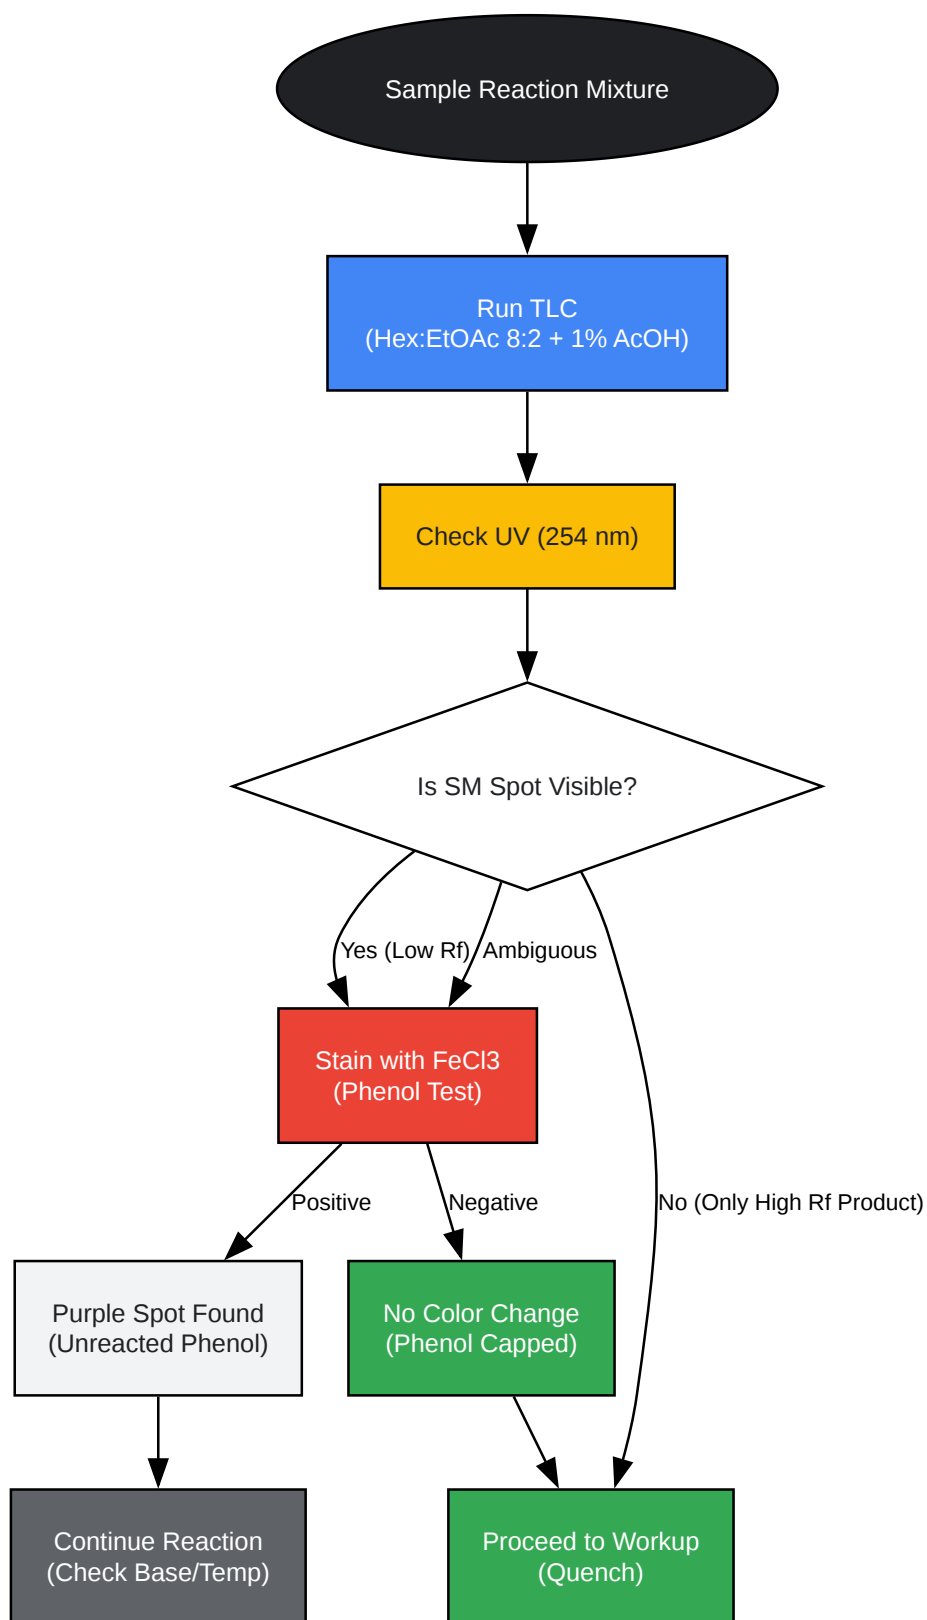 Sample Reaction Mixture
Run TLC
(Hex:EtOAc 8:2 + 1% AcOH)
Check UV (254 nm)
Is SM Spot Visible?
Yes (Low Rf)
Ambiguous
Stain with FeCl3
(Phenol Test)
Positive
Negative
No (Only High Rf Product)
Purple Spot Found
(Unreacted Phenol)
No Color Change
(Phenol Capped)
Continue Reaction
(Check Base/Temp)
Proceed to Workup
(Quench)